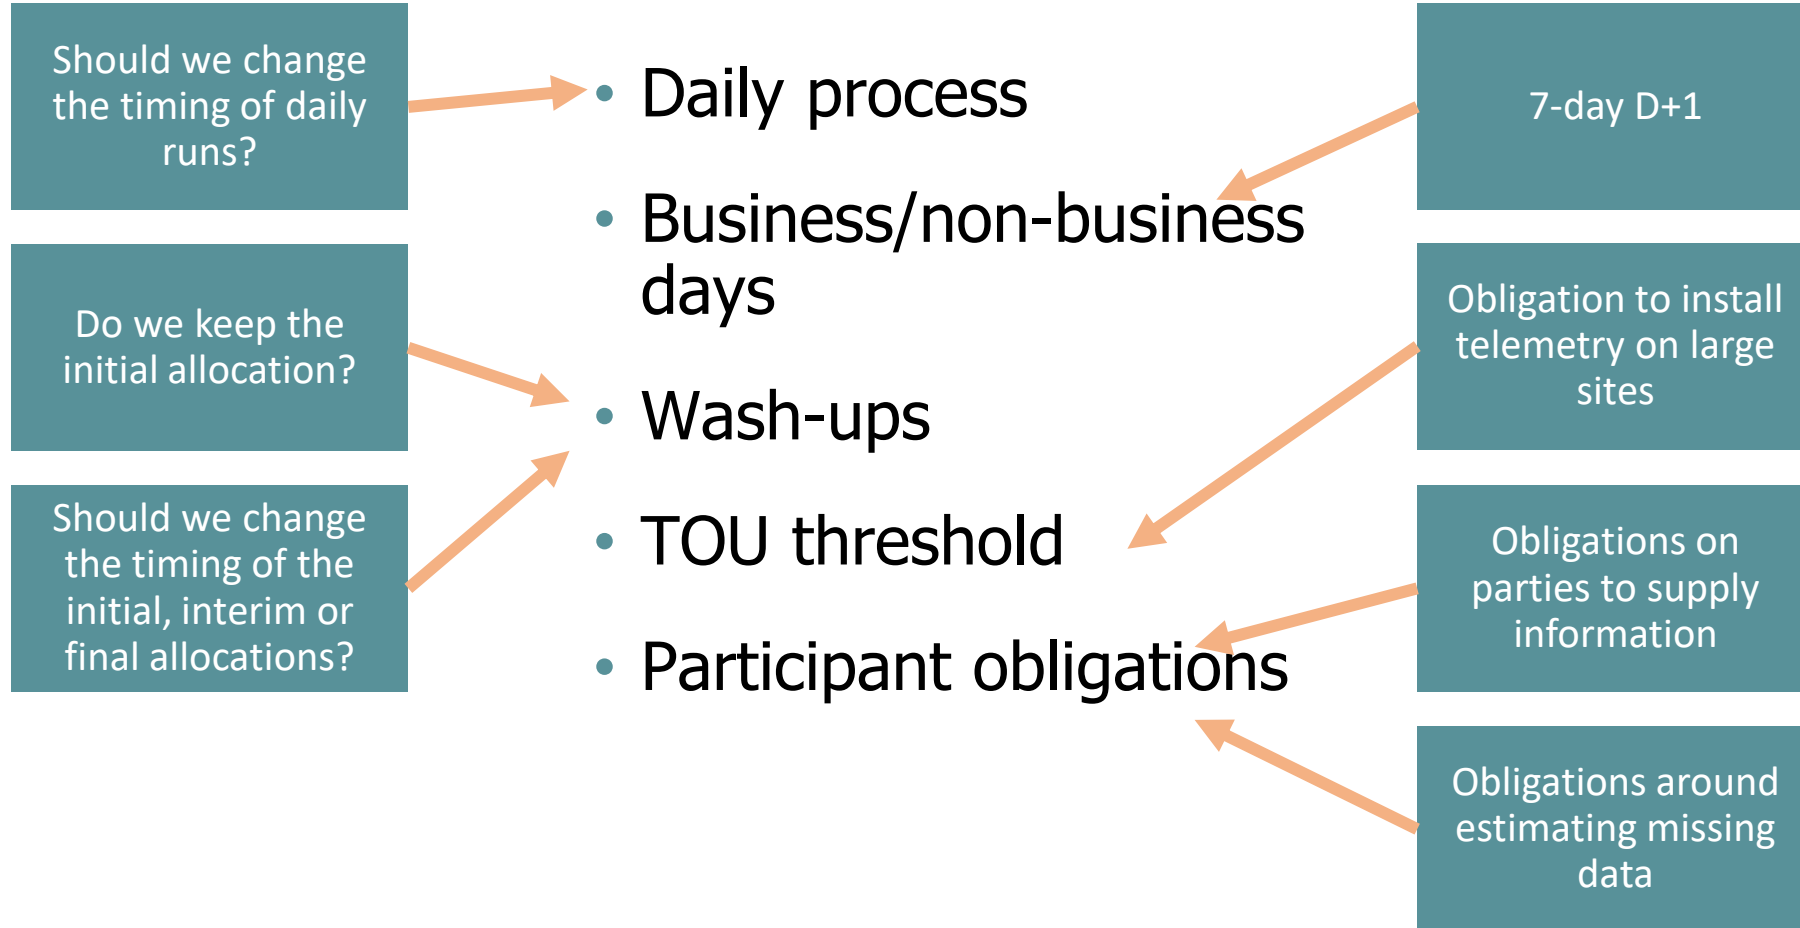 Should we change
the timing of daily
runs?
Do we keep the
initial allocation?
Should we change
the timing of the
initial, interim or
final allocations?
• Daily process
• Business/non-business
days
• Wash-ups
• TOU threshold
• Participant obligations
7-day D+1
Obligation to install
telemetry on large
sites
Obligations on
parties to supply
information
Obligations around
estimating missing
data